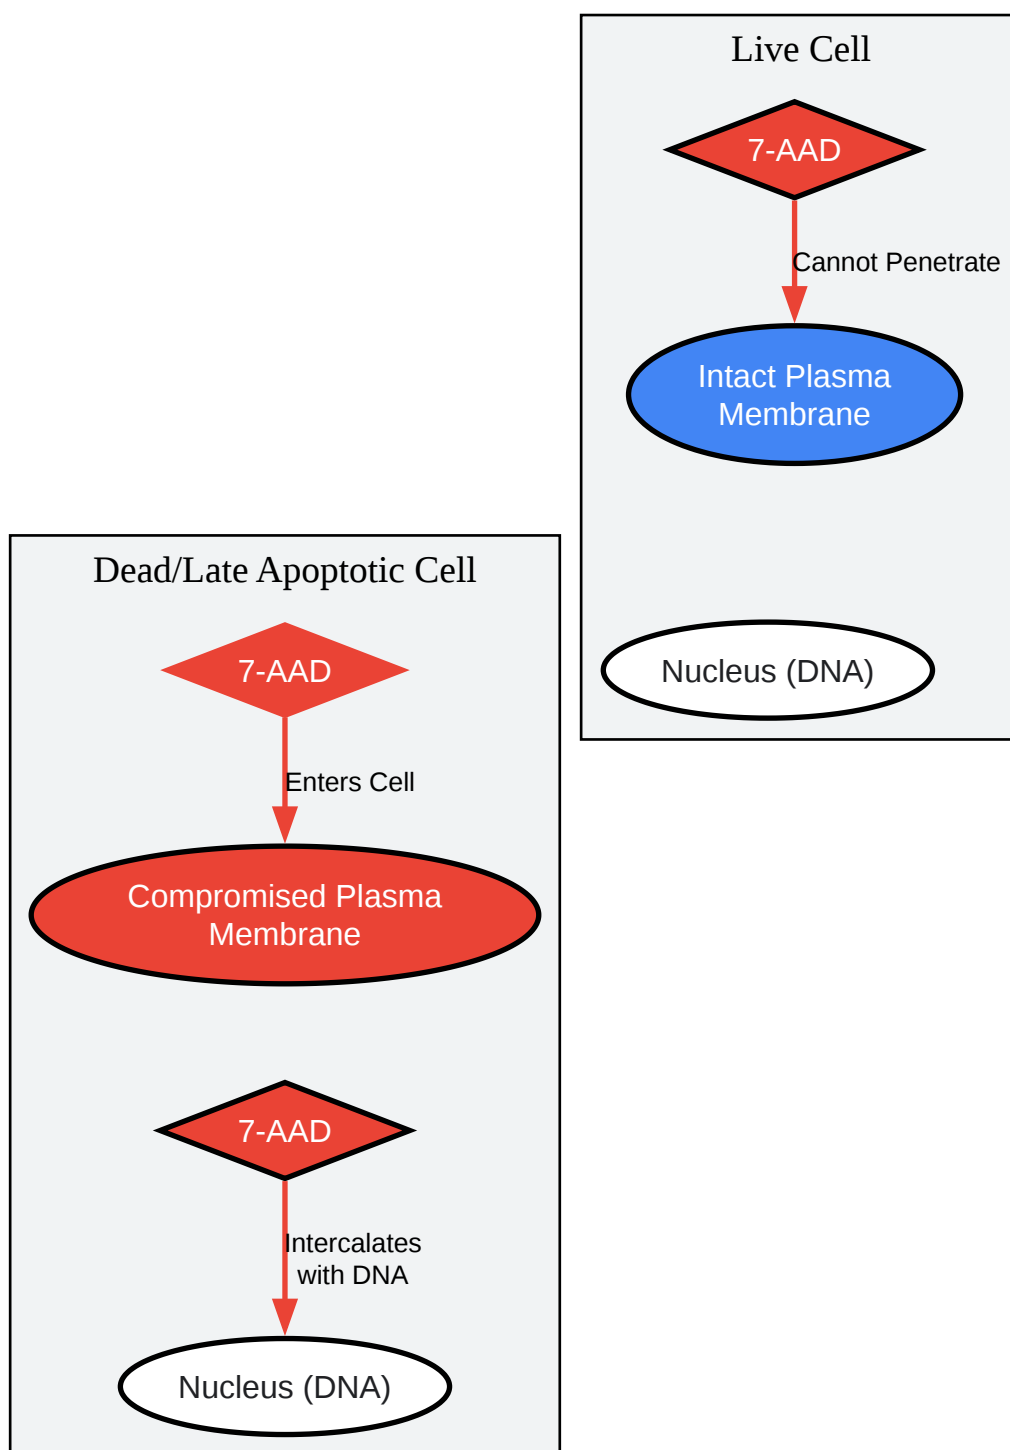 Live Cell
7-AAD
Cannot Penetrate
Intact Plasma
Membrane
Nucleus (DNA)
Dead/Late Apoptotic Cell
7-AAD
Enters Cell
Compromised Plasma
Membrane
7-AAD
Intercalates
with DNA
Nucleus (DNA)